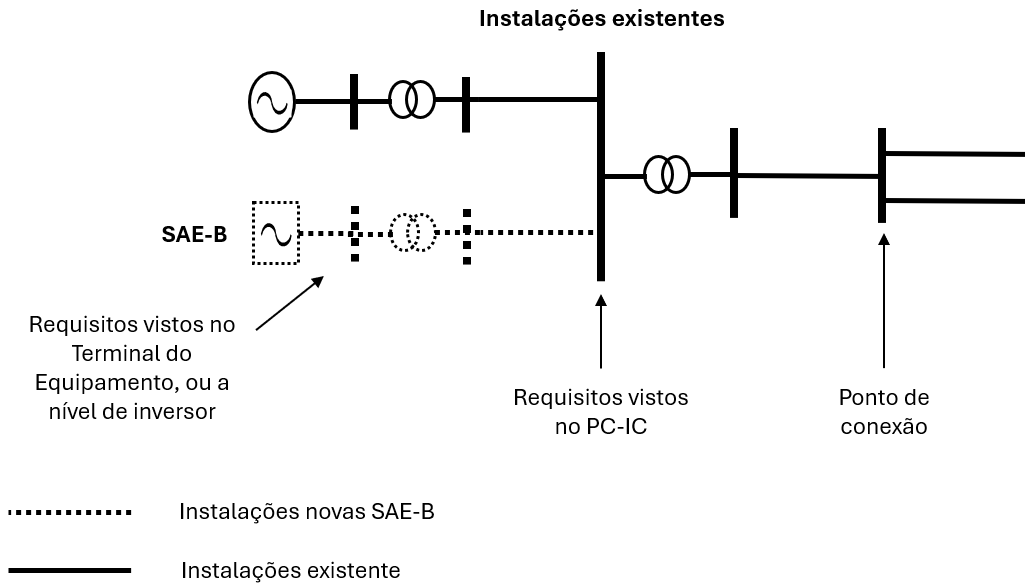 Instalações existentes
SAE-B
Requisitos vistos no
Terminal do
Equipamento, ou a
nível de inversor
Requisitos vistos
no PC-IC
Ponto de
conexão
Instalações novas SAE-B
Instalações existente